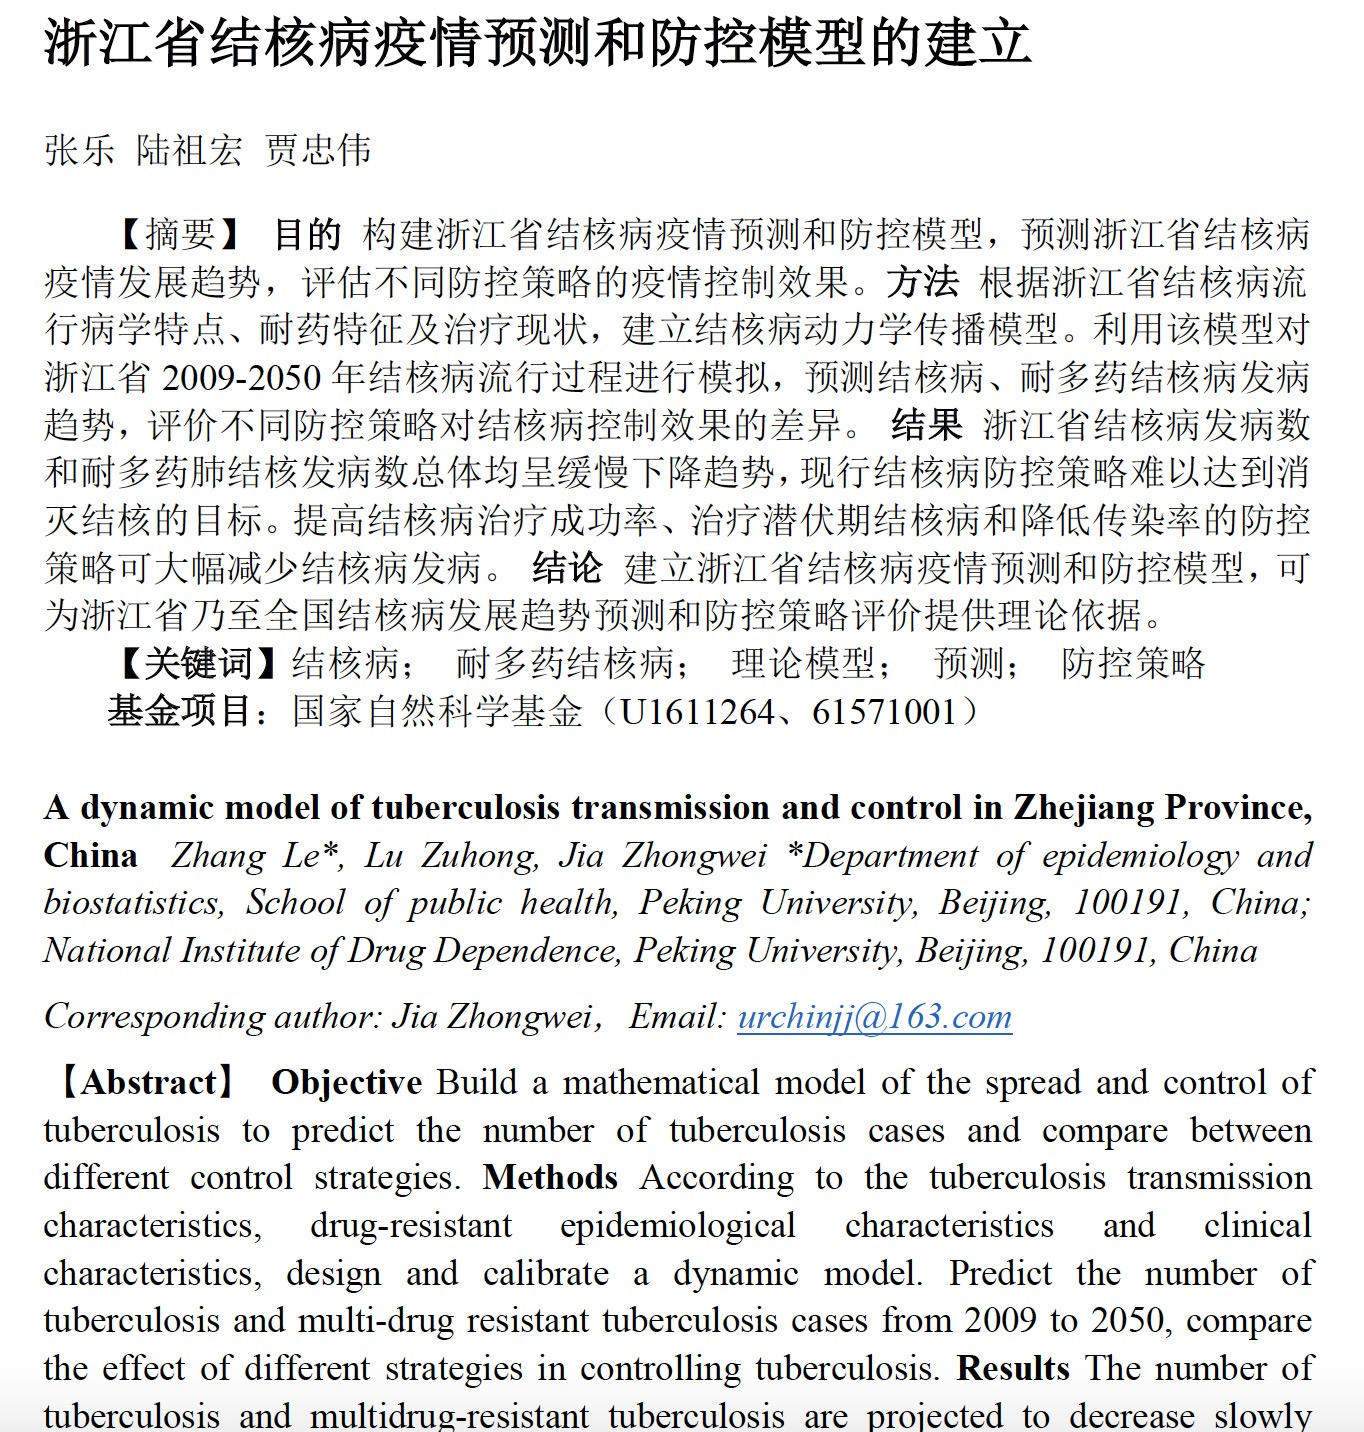 浙江省结核病疫情预测和防控模型的建立
张乐 陆祖宏 贾忠伟
【摘要】 目的 构建浙江省结核病疫情预测和防控模型，预测浙江省结核病
疫情发展趋势，评估不同防控策略的疫情控制效果。方法 根据浙江省结核病流
行病学特点、耐药特征及治疗现状，建立结核病动力学传播模型。利用该模型对
浙江省 2009-2050 年结核病流行过程进行模拟，预测结核病、耐多药结核病发病
趋势，评价不同防控策略对结核病控制效果的差异。 结果 浙江省结核病发病数
和耐多药肺结核发病数总体均呈缓慢下降趋势，现行结核病防控策略难以达到消
灭结核的目标。提高结核病治疗成功率、治疗潜伏期结核病和降低传染率的防控
策略可大幅减少结核病发病。 结论 建立浙江省结核病疫情预测和防控模型，可
为浙江省乃至全国结核病发展趋势预测和防控策略评价提供理论依据。
【关键词】结核病； 耐多药结核病； 理论模型； 预测； 防控策略
基金项目：国家自然科学基金（U1611264、61571001）
A dynamic model of tuberculosis transmission and control in Zhejiang Province,
China Zhang Le*, Lu Zuhong, Jia Zhongwei *Department of epidemiology and
biostatistics, School of public health, Peking University, Beijing, 100191, China;
National Institute of Drug Dependence, Peking University, Beijing, 100191, China
Corresponding author: Jia Zhongwei，Email: urchinjj@163.com
【Abstract】 Objective Build a mathematical model of the spread and control of
tuberculosis to predict the number of tuberculosis cases and compare between
different control strategies. Methods According to the tuberculosis transmission
characteristics, drug-resistant epidemiological characteristics and clinical
characteristics, design and calibrate a dynamic model. Predict the number of
tuberculosis and multi-drug resistant tuberculosis cases from 2009 to 2050, compare
the effect of different strategies in controlling tuberculosis. Results The number of
tuberculosis and multidrug-resistant tuberculosis are projected to decrease slowly